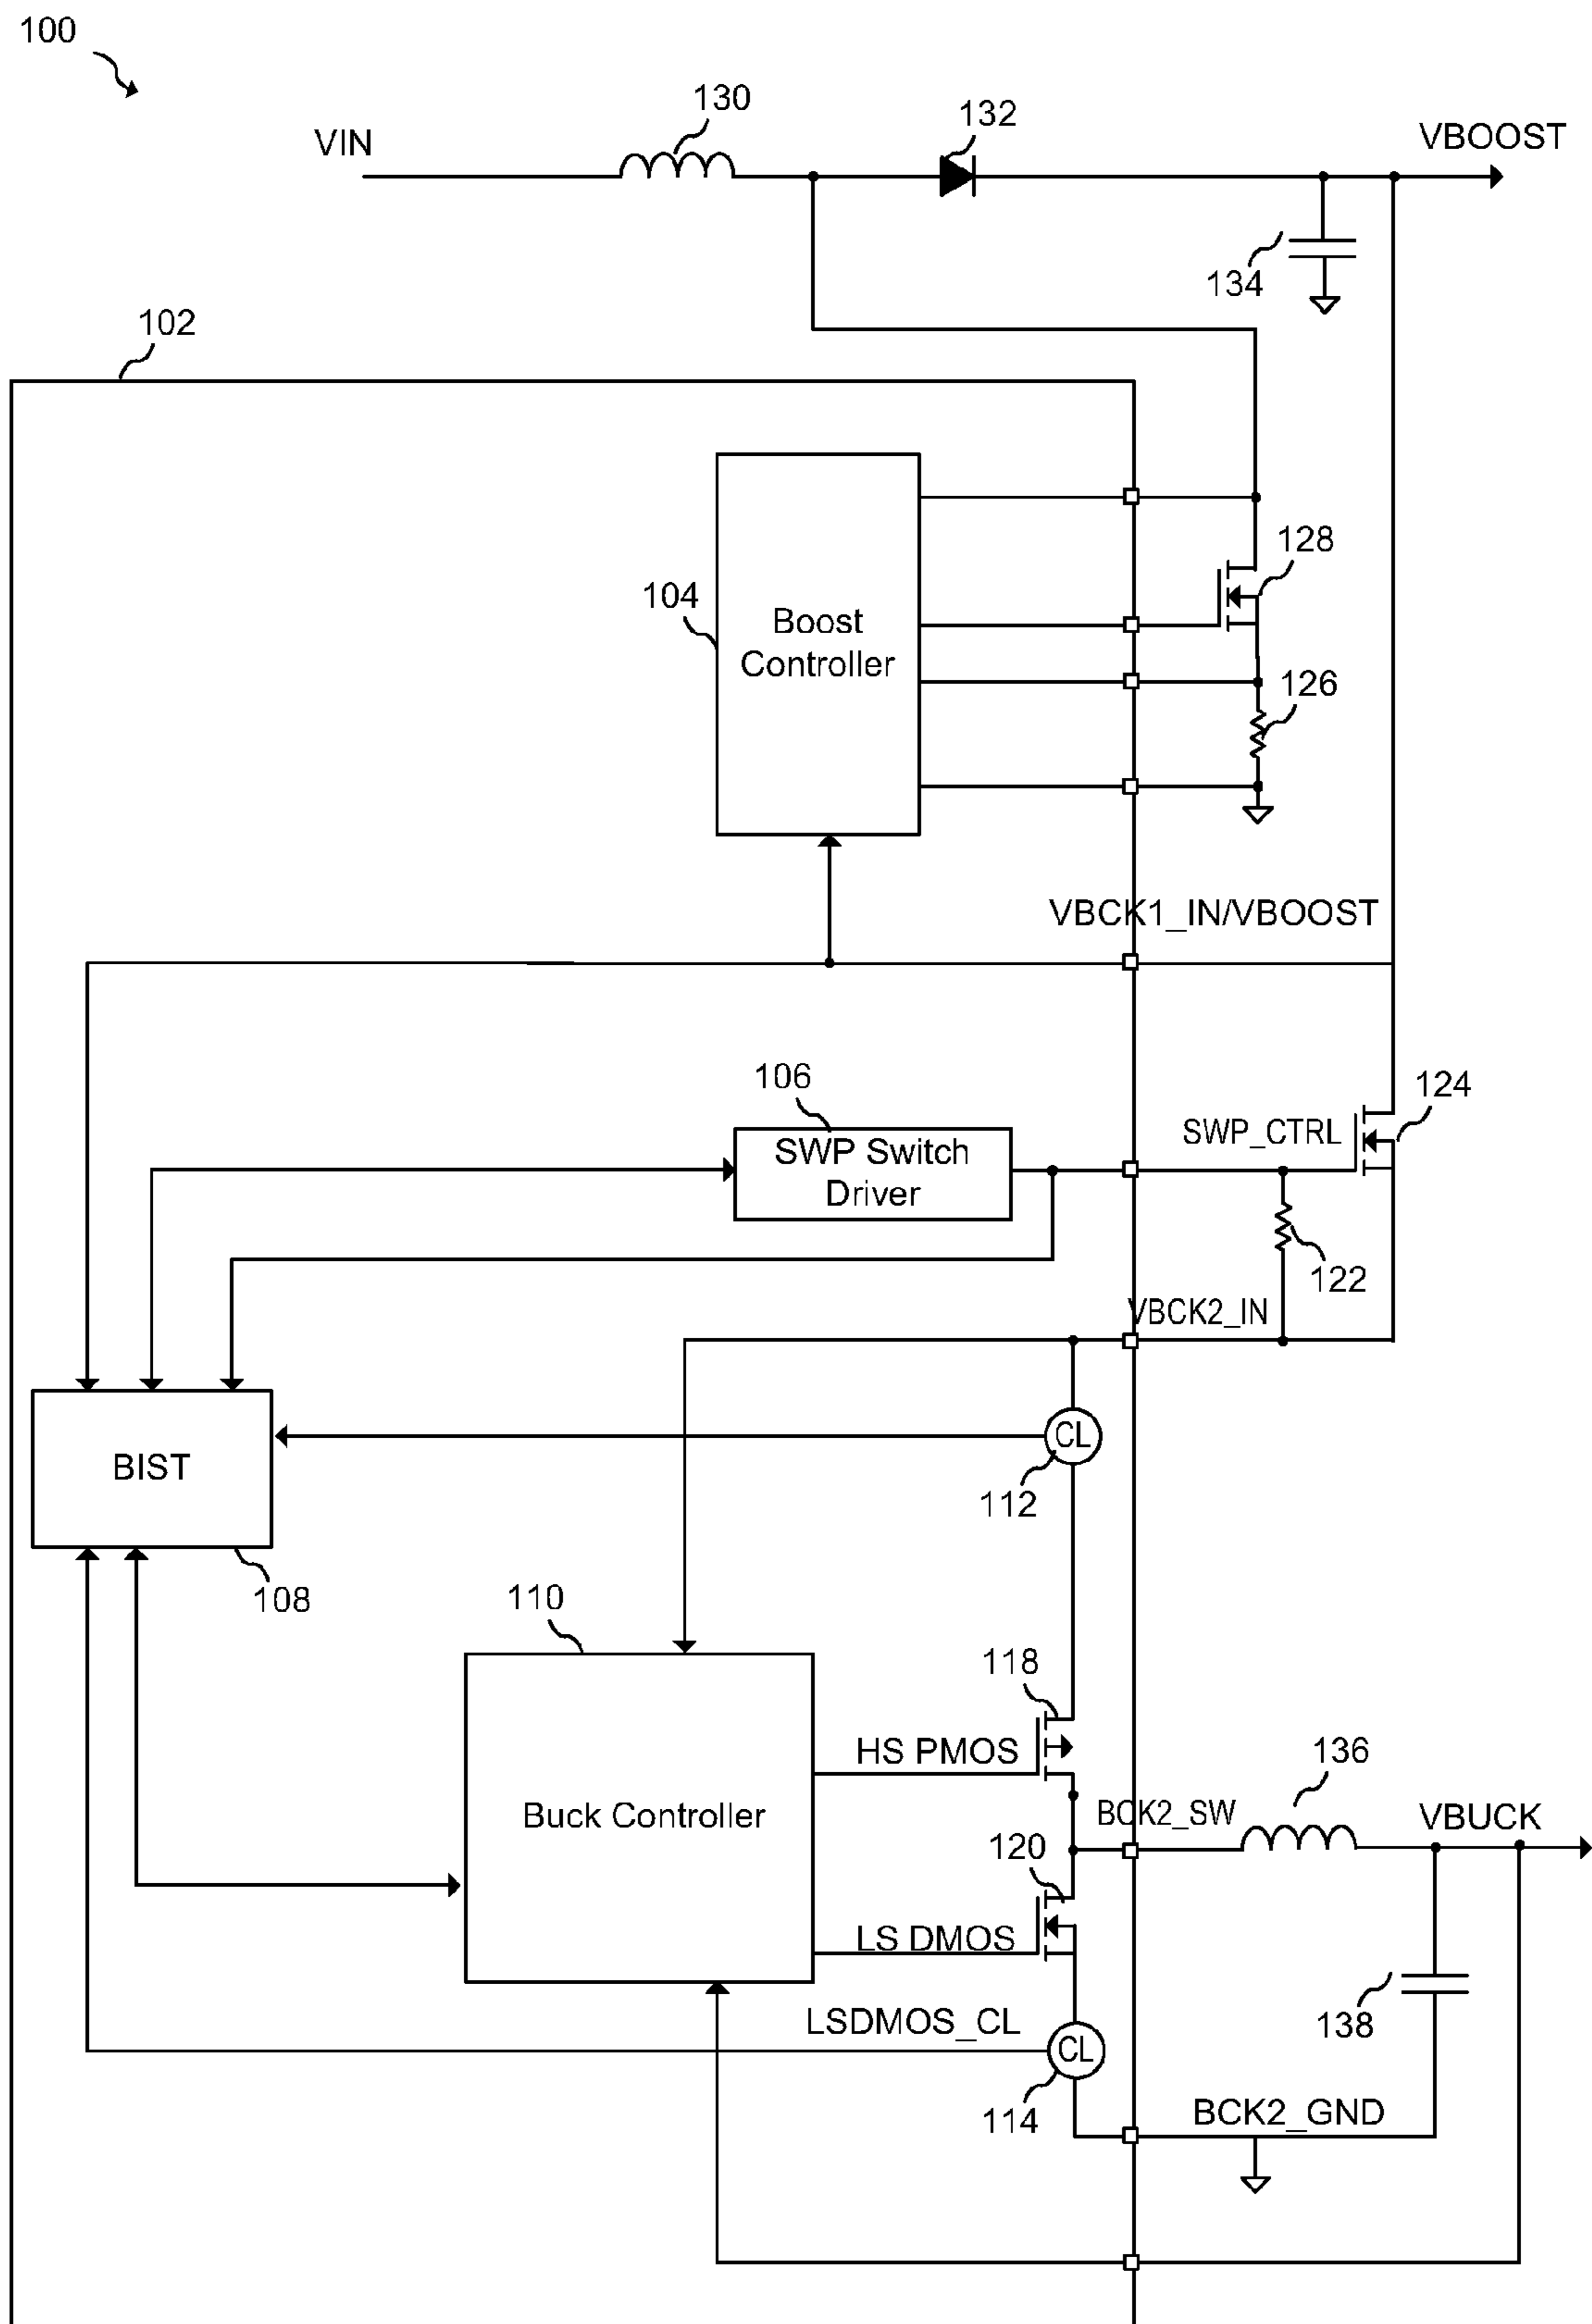 100
130
132
VIN
VBOOST
134
102
128
104
Boost
Controller
126
VBCK1_IN/VBOOST
106
124
SWP_CTRL
SWP Switch
Driver
122
VBCK2_IN
CL
BIST
112
108
110
118
HS PMOS
136
Buck Controller
BCK2_SW
VBUCK
120
LS DMOS
LSDMOS_CL
138
CL
114
BCK2_GND